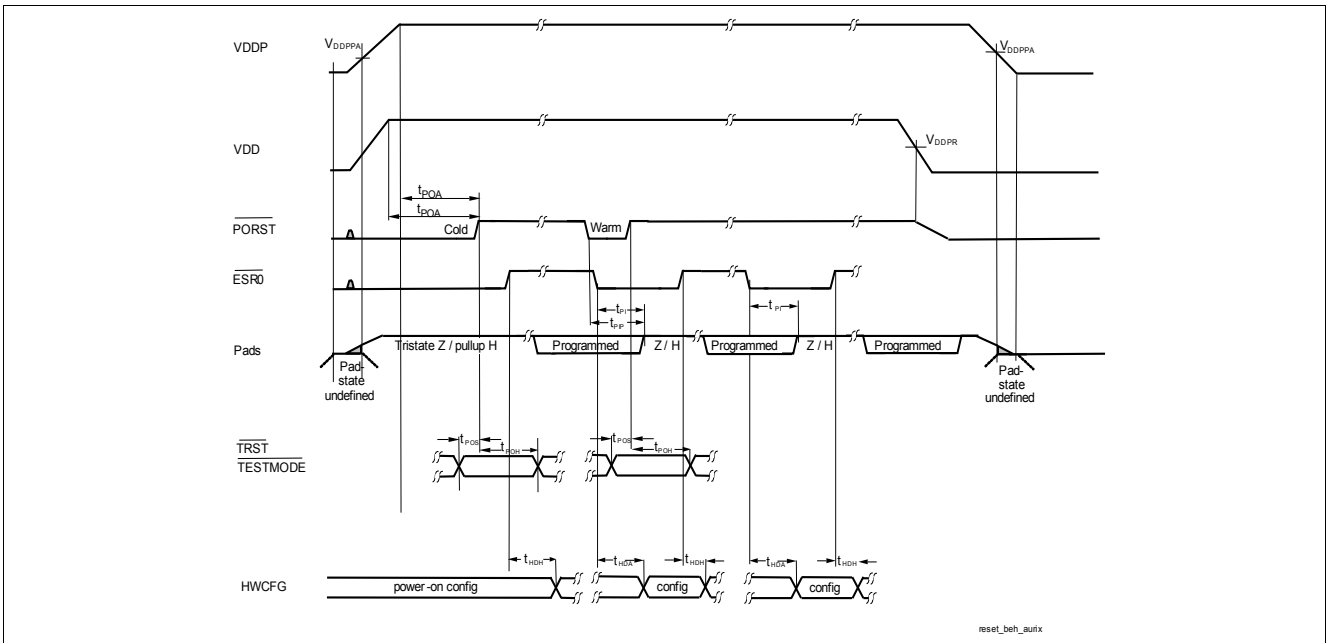 VDDP
VDDPPA
VDDPPA
VDD
VDDPR
tPOA
tPOA
PORST
Cold
Warm
ESR0
tPI
tPI
tPIP
Pads
Tristate Z / pullup H
Programmed
Z / H
Programmed
Z / H
Programmed
Pad-
state
undefined
Pad-
state
undefined
TRST
TESTMODE
tPOS
tPOH
tPOS
tPOH
tHDH
tHDA
tHDH
tHDA
tHDH
HWCFG
power-on config
config
config
reset_beh_aurix